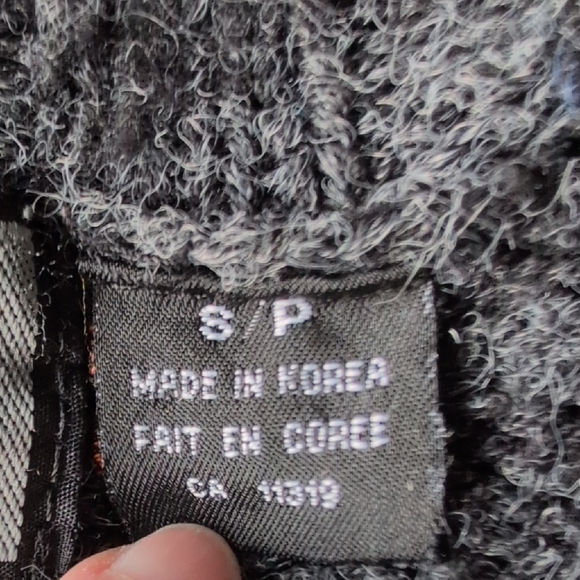 S/P
MADE IN KOREA
FAIT EN COREE
CA 11319